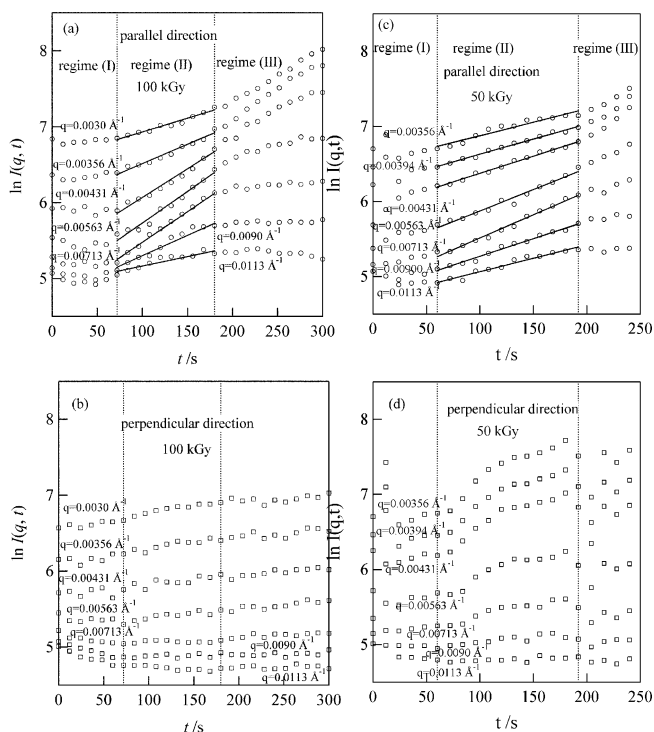 (a)
parallel direction
regime (I) regime (II) regime (III)
100 kGy
q=0.0030 Å-1
q=0.00356 Å-1
q=0.00431 Å-1
q=0.00563 Å-1
q=0.00713 Å-1
q=0.0090 Å-1
q=0.0113 Å-1
ln I(q, t)
8
7
6
5
0 50 100 150 200 250 300
t /s
(c)
regime (I) regime (II) regime (III)
parallel direction
50 kGy
q=0.00356 Å-1
q=0.00394 Å-1
q=0.00431 Å-1
q=0.00563 Å-1
q=0.00713 Å-1
q=0.00900 Å-1
q=0.0113 Å-1
ln I(q,t)
8
7
6
5
0 50 100 150 200 250
t /s
(b)
perpendicular direction
100 kGy
q=0.0030 Å-1
q=0.00356 Å-1
q=0.00431 Å-1
q=0.00563 Å-1
q=0.00713 Å-1
q=0.0090 Å-1
q=0.0113 Å-1
ln I(q, t)
8
7
6
5
0 50 100 150 200 250 300
t /s
(d)
perpendicular direction
50 kGy
q=0.00356 Å-1
q=0.00394 Å-1
q=0.00431 Å-1
q=0.00563 Å-1
q=0.00713 Å-1
q=0.0090 Å-1
q=0.0113 Å-1
ln I(q,t)
8
7
6
5
0 50 100 150 200 250
t /s